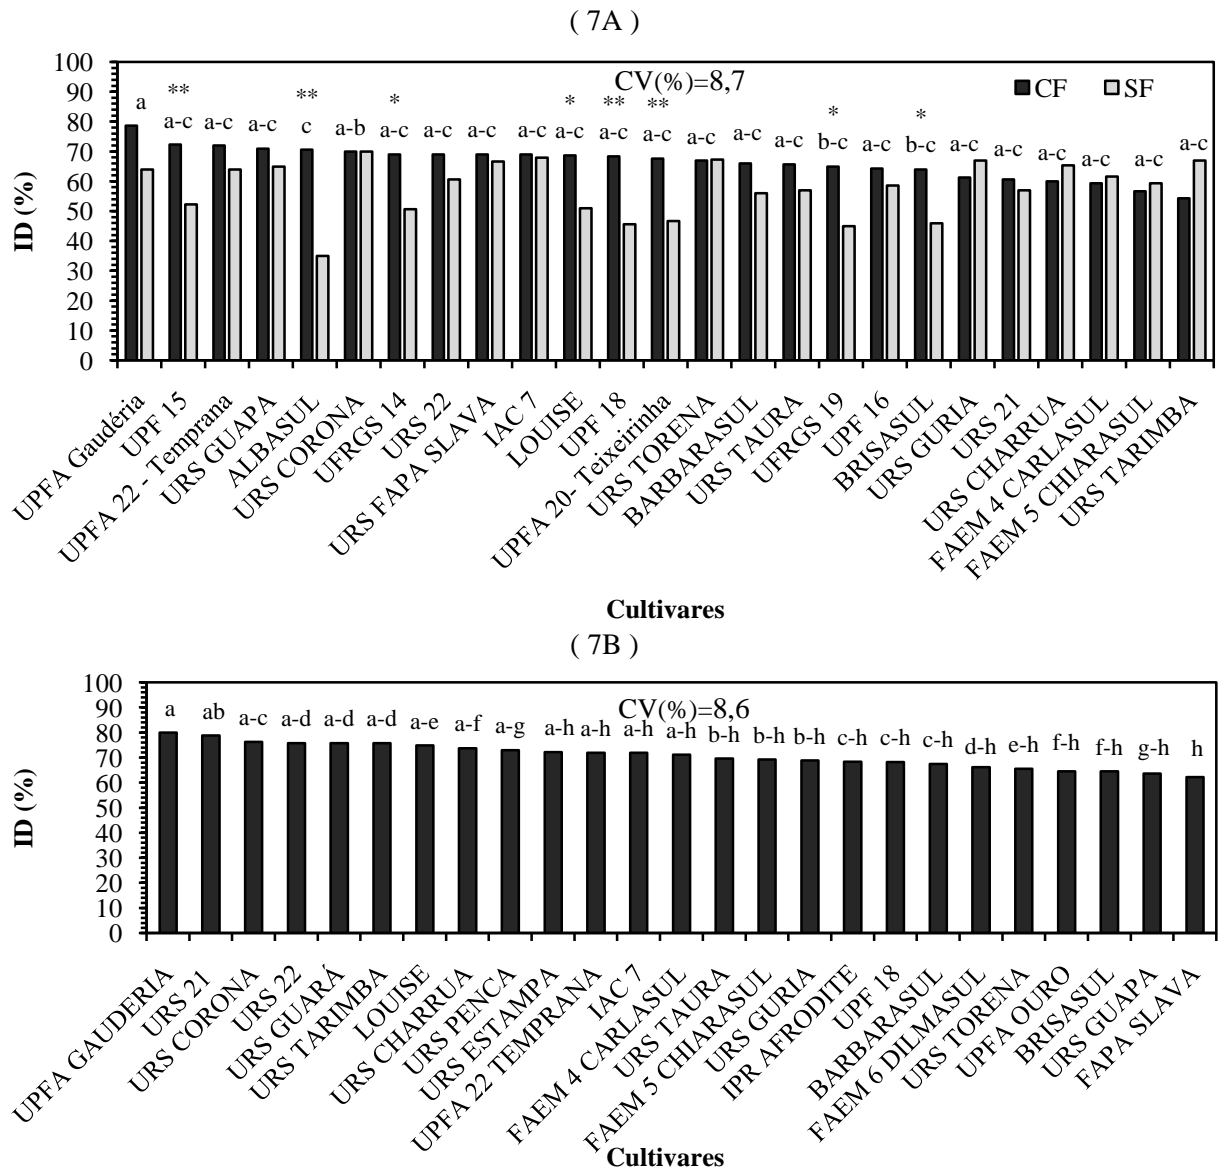 ( 7A )
CV(%)=8,7
CF
SF
** ** * * ** ** * *
a a-c a-c a-c c a-b a-c a-c a-c a-c a-c a-c a-c a-c a-c a-c b-c a-c b-c a-c a-c a-c a-c a-c a-c
100
90
80
70
60
50
40
30
20
10
0
ID (%)
UPFA Gaudéria
UPF 15
UPFA 22 - Temprana
URS GUAPA
ALBASUL
URS CORONA
UFRGS 14
URS 22
URS FAPA SLAVA
IAC 7
LOUISE
UPF 18
UPFA 20- Teixeirinha
URS TORENA
BARBARASUL
URS TAURA
UFRGS 19
UPF 16
BRISASUL
URS GURIA
URS 21
URS CHARRUA
FAEM 4 CARLASUL
FAEM 5 CHIARASUL
URS TARIMBA
Cultivares
( 7B )
CV(%)=8,6
a ab a-c a-d a-d a-d a-e a-f a-g a-h a-h a-h a-h b-h b-h b-h c-h c-h c-h d-h e-h f-h f-h g-h h
100
90
80
70
60
50
40
30
20
10
0
ID (%)
UPFA GAUDERIA
URS 21
URS CORONA
URS 22
URS GUARÁ
URS TARIMBA
LOUISE
URS CHARRUA
URS PENCA
URS ESTAMPA
UPFA 22 TEMPRANA
IAC 7
FAEM 4 CARLASUL
URS TAURA
FAEM 5 CHIARASUL
URS GURIA
IPR AFRODITE
UPF 18
BARBARASUL
FAEM 6 DILMASUL
URS TORENA
UPFA OURO
BRISASUL
URS GUAPA
FAPA SLAVA
Cultivares